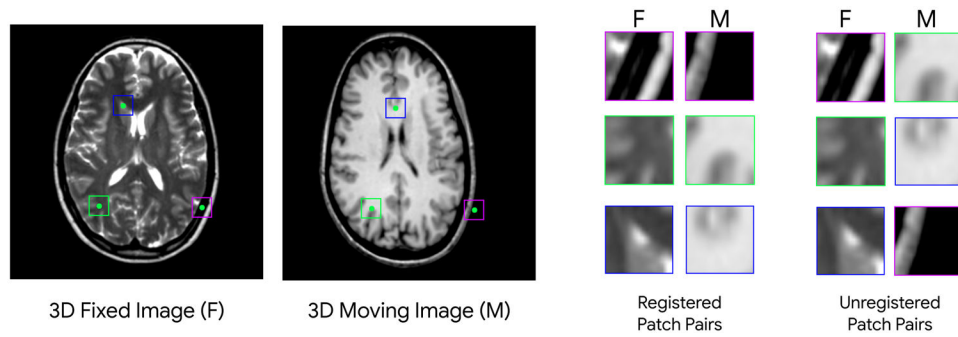 F M F M
3D Fixed Image (F)
3D Moving Image (M)
Registered
Patch Pairs
Unregistered
Patch Pairs